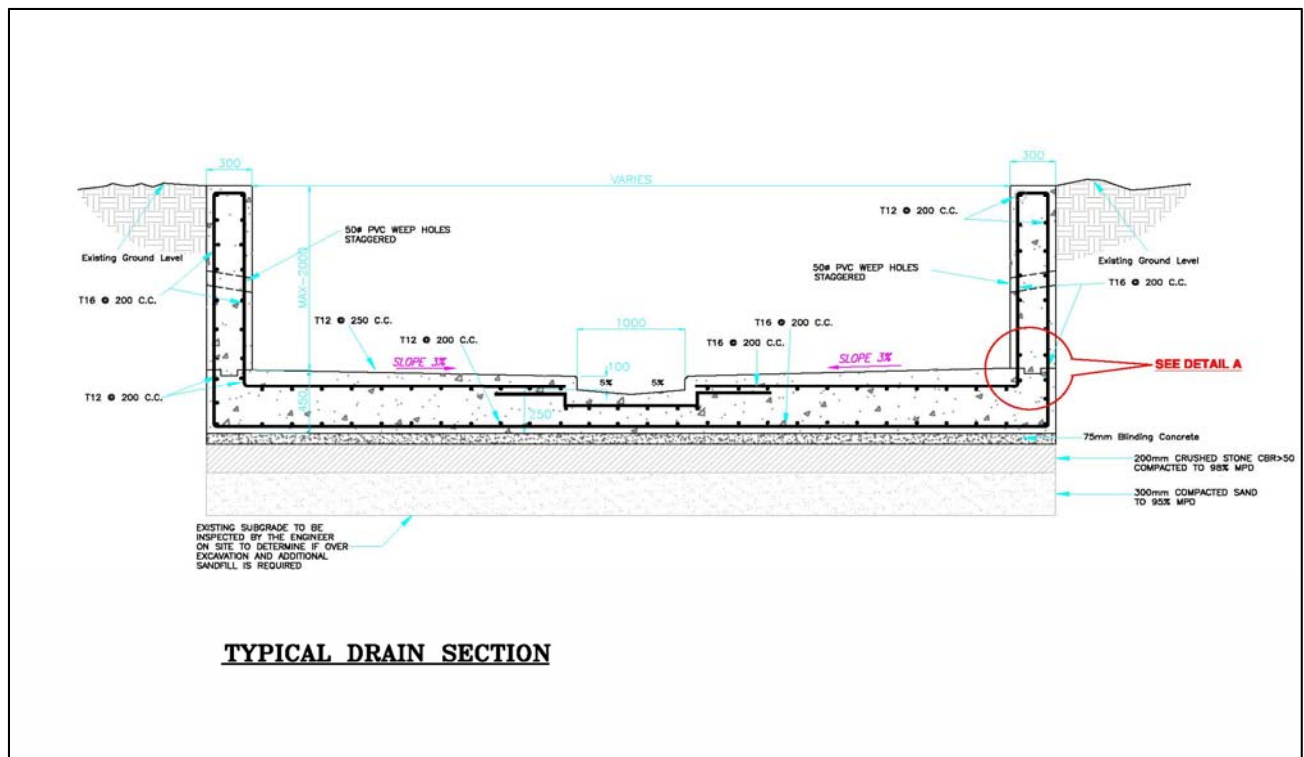 300
300
VARIES
T12 @ 200 C.C.
50ø PVC WEEP HOLES
STAGGERED
Existing Ground Level
Existing Ground Level
50ø PVC WEEP HOLES
STAGGERED
MAX-2000
T16 @ 200 C.C.
T16 @ 200 C.C.
T12 @ 250 C.C.
1000
T16 @ 200 C.C.
T12 @ 200 C.C.
T16 @ 200 C.C.
SLOPE 3%
100
SLOPE 3%
SEE DETAIL A
5%
5%
T12 @ 200 C.C.
450
250
75mm Blinding Concrete
200mm CRUSHED STONE CBR>50
COMPACTED TO 98% MPD
300mm COMPACTED SAND
TO 95% MPD
EXISTING SUBGRADE TO BE
INSPECTED BY THE ENGINEER
ON SITE TO DETERMINE IF OVER
EXCAVATION AND ADDITIONAL
SANDFILL IS REQUIRED
TYPICAL DRAIN SECTION